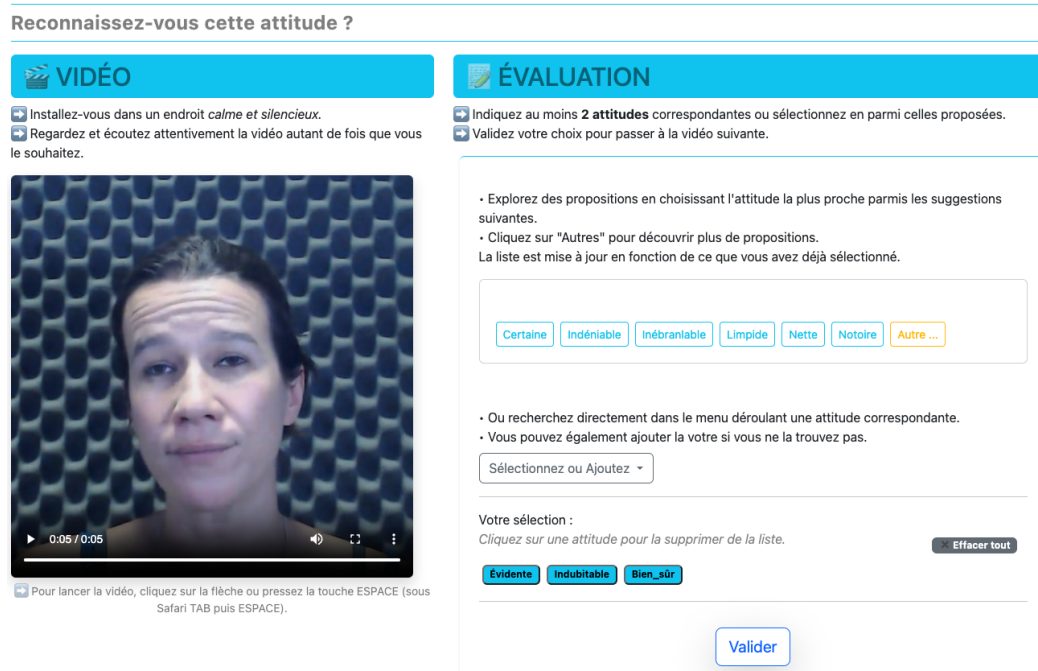 Reconnaissez-vous cette attitude ?
VIDÉO
Installez-vous dans un endroit calme et silencieux.
Regardez et écoutez attentivement la vidéo autant de fois que vous
le souhaitez.
0:05 / 0:05
Pour lancer la vidéo, cliquez sur la flèche ou pressez la touche ESPACE (sous
Safari TAB puis ESPACE).
ÉVALUATION
Indiquez au moins 2 attitudes correspondantes ou sélectionnez en parmi celles proposées.
Validez votre choix pour passer à la vidéo suivante.
• Explorez des propositions en choisissant l'attitude la plus proche parmis les suggestions
suivantes.
• Cliquez sur "Autres" pour découvrir plus de propositions.
La liste est mise à jour en fonction de ce que vous avez déjà sélectionné.
Certaine Indéniable Inébranlable Limpide Nette Notoire Autre ...
• Ou recherchez directement dans le menu déroulant une attitude correspondante.
• Vous pouvez également ajouter la votre si vous ne la trouvez pas.
Sélectionnez ou Ajoutez
Votre sélection :
Cliquez sur une attitude pour la supprimer de la liste.
Effacer tout
Évidente Indubitable Bien_sûr
Valider